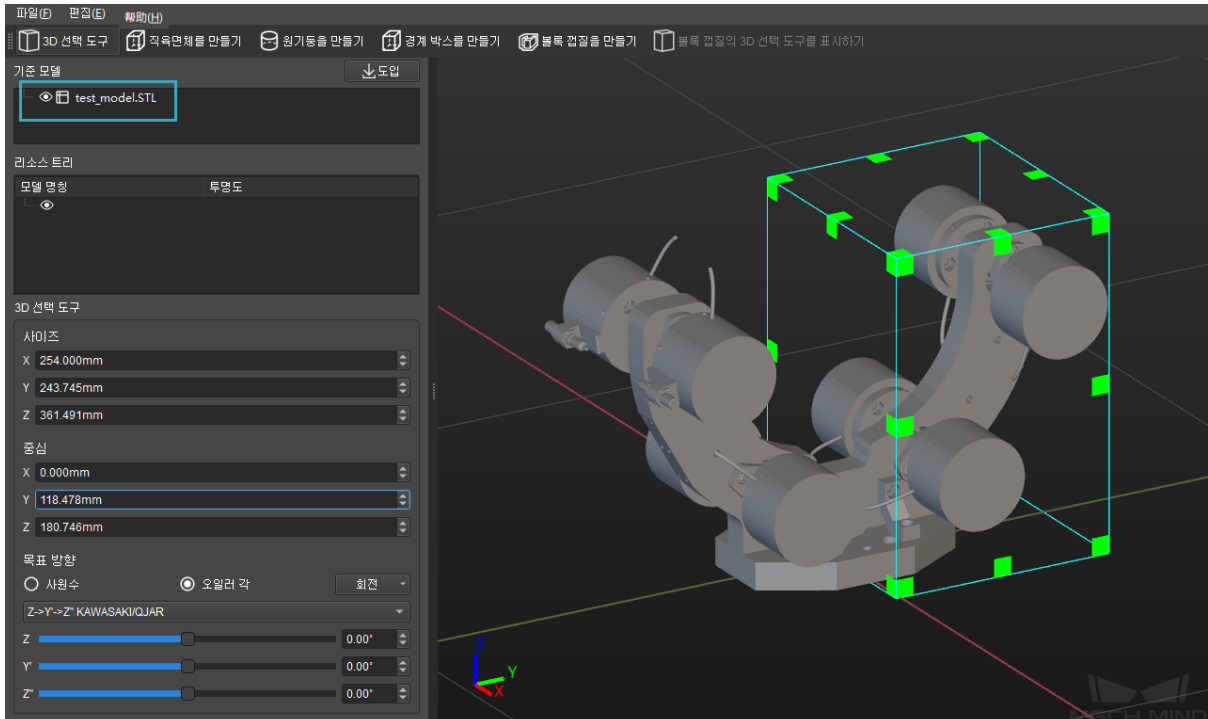 파일(F) 편집(E) 帮助(H)
3D 선택 도구 직육면체를 만들기 원기둥을 만들기 경계 박스를 만들기 볼록 껍질을 만들기 볼록 껍질의 3D 선택 도구를 표시하기
기준 모델 도입
test_model.STL
리소스 트리
모델 명칭 투명도
3D 선택 도구
사이즈
X 254.000mm
Y 243.745mm
Z 361.491mm
중심
X 0.000mm
Y 118.478mm
Z 180.746mm
목표 방향
사원수 오일러 각 회전
Z->Y'->Z'' KAWASAKI/QJAR
Z 0.00°
Y' 0.00°
Z'' 0.00°
Z
Y
X
MECH MIND